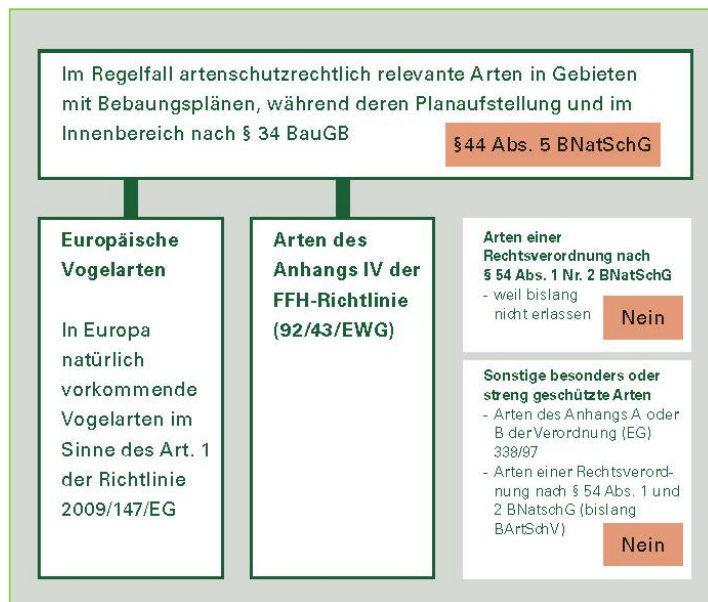 Im Regelfall artenschutzrechtlich relevante Arten in Gebieten
mit Bebaungsplänen, während deren Planaufstellung und im
Innenbereich nach § 34 BauGB
§44 Abs. 5 BNatSchG
Europäische
Vogelarten
In Europa
natürlich
vorkommende
Vogelarten im
Sinne des Art. 1
der Richtlinie
2009/147/EG
Arten des
Anhangs IV der
FFH-Richtlinie
(92/43/EWG)
Arten einer
Rechtsverordnung nach
§ 54 Abs. 1 Nr. 2 BNatSchG
- weil bislang
nicht erlassen
Nein
Sonstige besonders oder
streng geschützte Arten
- Arten des Anhangs A oder
B der Verordnung (EG)
338/97
- Arten einer Rechtsverord-
nung nach § 54 Abs. 1 und
2 BNatschG (bislang
BArtSchV)
Nein